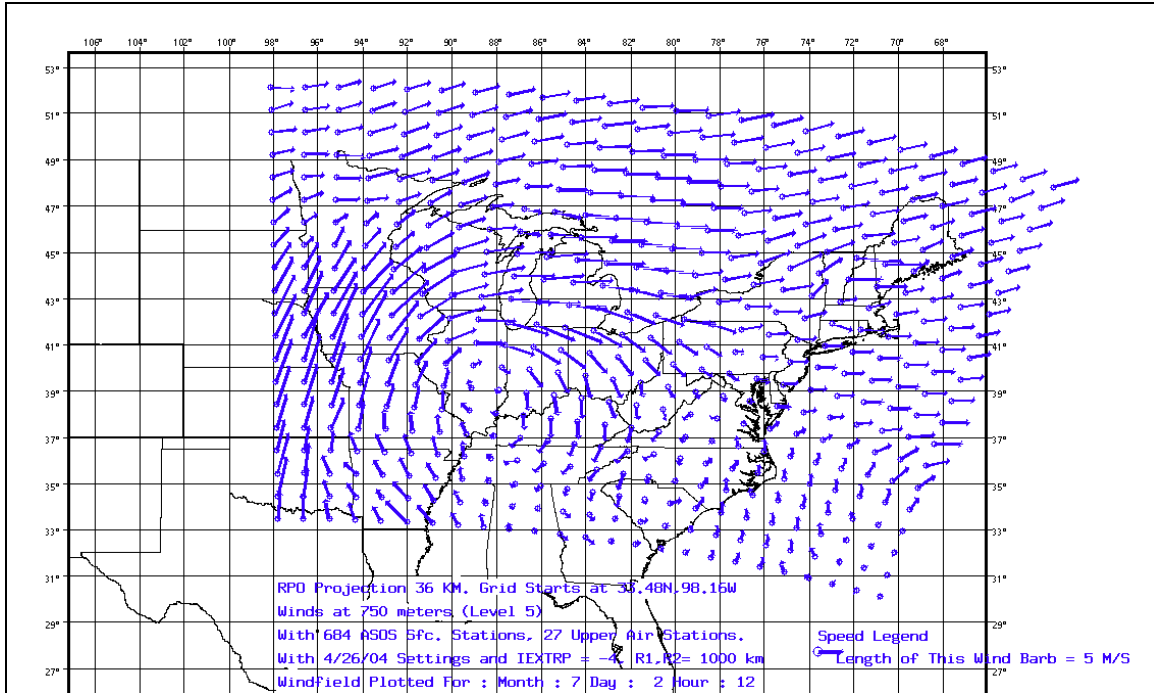 106° 104° 102° 100° 98° 96° 94° 92° 90° 88° 86° 84° 82° 80° 78° 76° 74° 72° 70° 68°
53° 53°
51° 51°
49° 49°
47° 47°
45° 45°
43° 43°
41° 41°
39° 39°
37° 37°
35° 35°
33° 33°
31° 31°
29° 29°
27° 27°
RPO Projection 36 KM. Grid Starts at 33.48N,98.16W
Winds at 750 meters (Level 5)
With 684 ASOS Sfc. Stations, 27 Upper Air Stations.
Speed Legend
With 4/26/04 Settings and IEXTRP = -4, R1,R2= 1000 km
Length of This Wind Barb = 5 M/S
Windfield Plotted For : Month : 7 Day : 2 Hour : 12